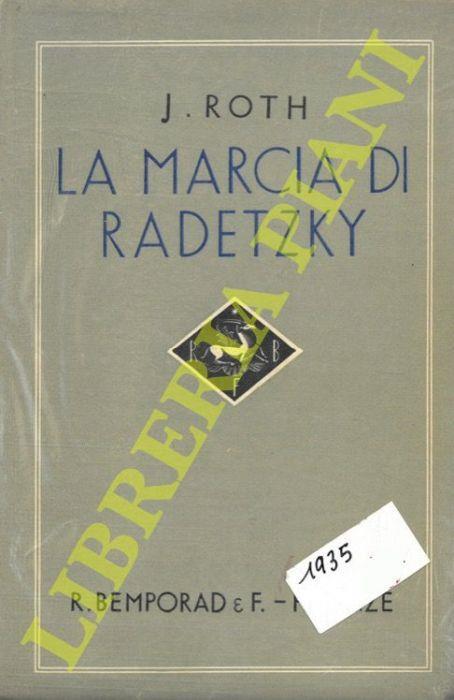 J. ROTH
LA MARCIA DI
RADETZKY
R B
F
1935
R. BEMPORAD & F. –
LIBRERIA PIANI